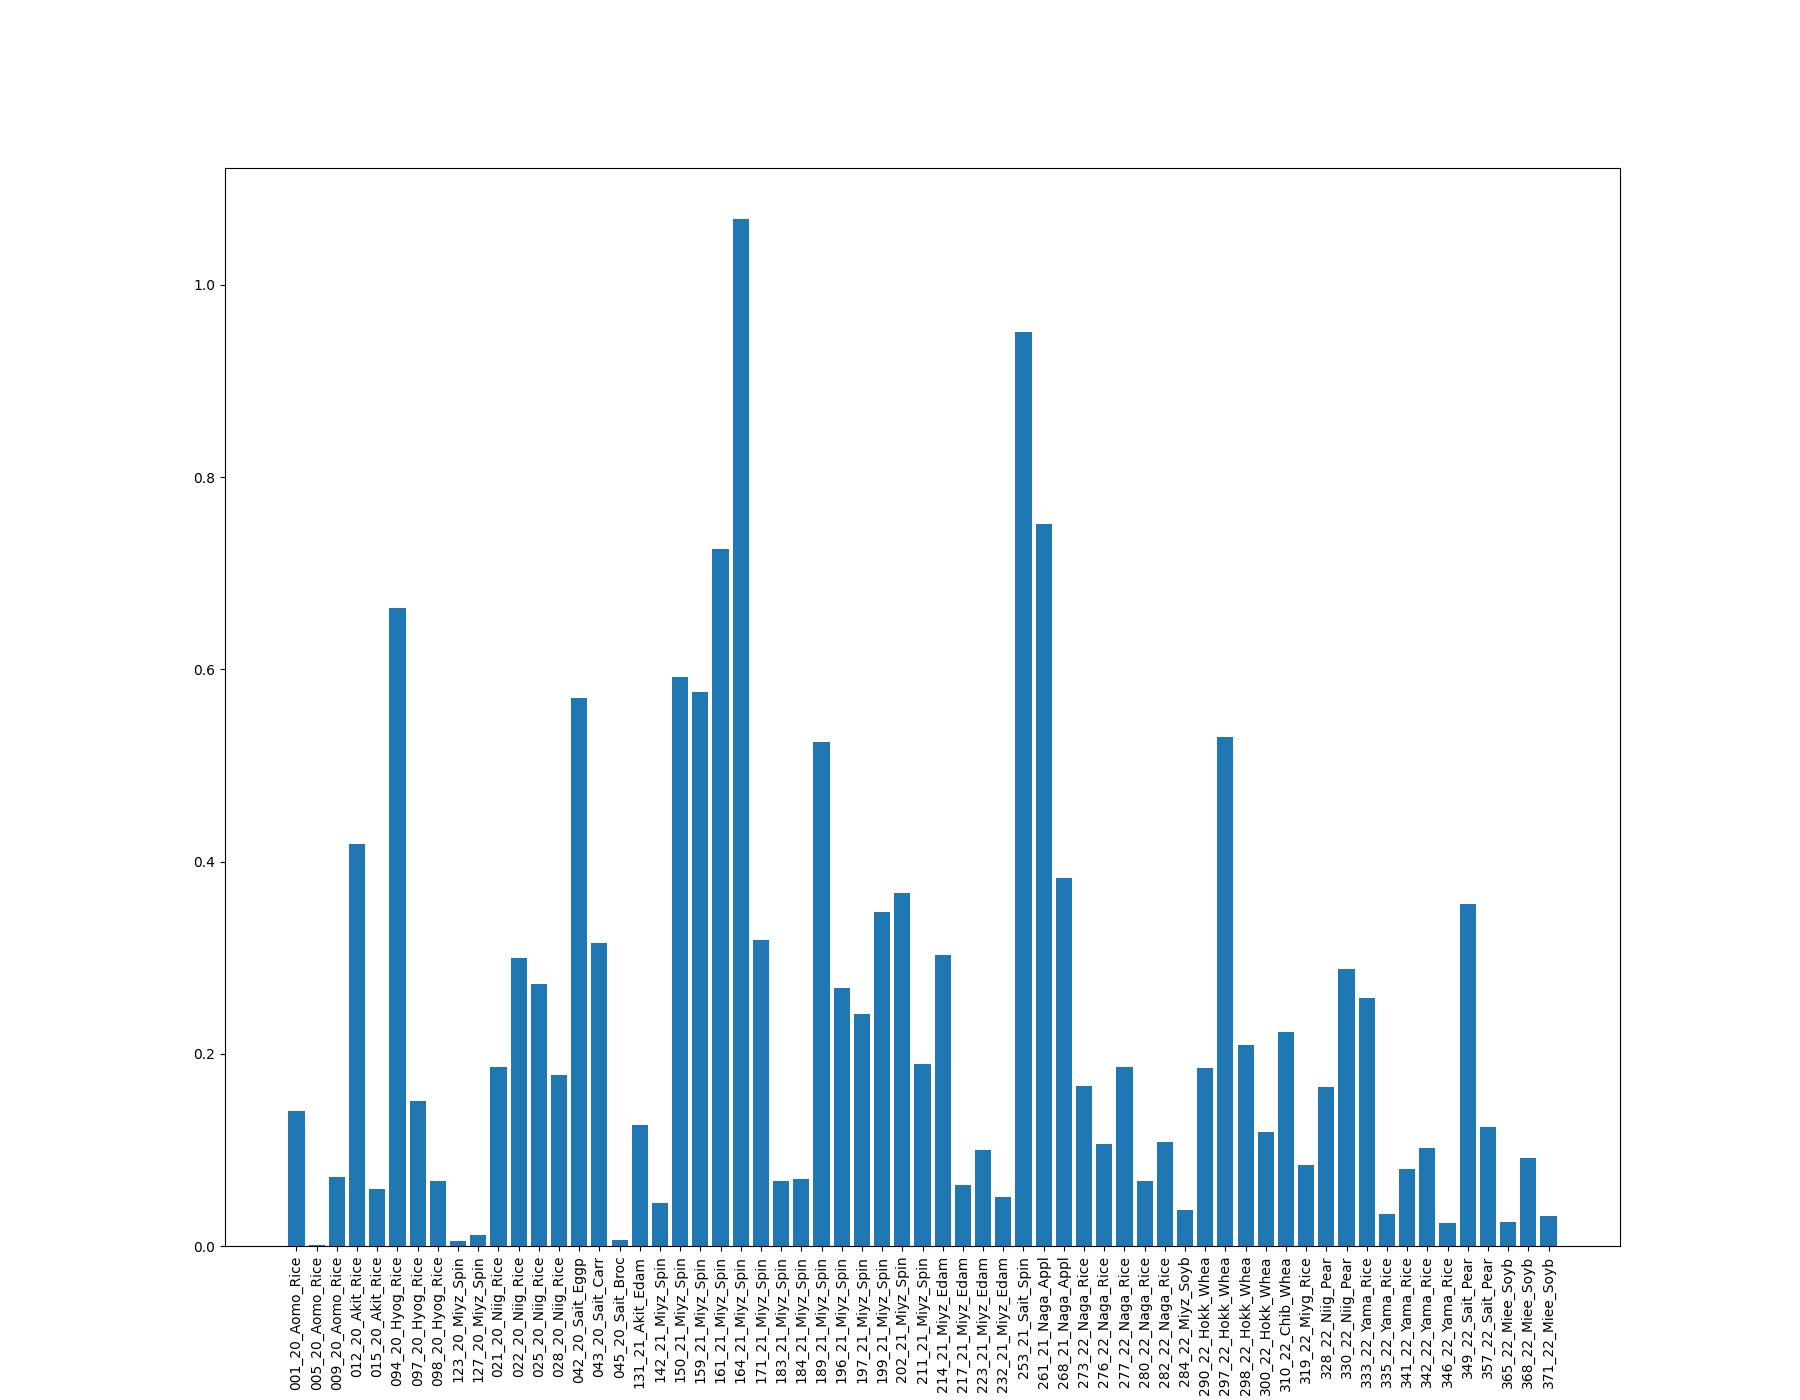 1.0
0.8
0.6
0.4
0.2
0.0
001_20_Aomo_Rice
005_20_Aomo_Rice
009_20_Aomo_Rice
012_20_Akit_Rice
015_20_Akit_Rice
094_20_Hyog_Rice
097_20_Hyog_Rice
098_20_Hyog_Rice
123_20_Miyz_Spin
127_20_Miyz_Spin
021_20_Niig_Rice
022_20_Niig_Rice
025_20_Niig_Rice
028_20_Niig_Rice
042_20_Sait_Eggp
043_20_Sait_Carr
045_20_Sait_Broc
131_21_Akit_Edam
142_21_Miyz_Spin
150_21_Miyz_Spin
159_21_Miyz_Spin
161_21_Miyz_Spin
164_21_Miyz_Spin
171_21_Miyz_Spin
183_21_Miyz_Spin
184_21_Miyz_Spin
189_21_Miyz_Spin
196_21_Miyz_Spin
197_21_Miyz_Spin
199_21_Miyz_Spin
202_21_Miyz_Spin
211_21_Miyz_Spin
214_21_Miyz_Edam
217_21_Miyz_Edam
223_21_Miyz_Edam
232_21_Miyz_Edam
253_21_Sait_Spin
261_21_Naga_Appl
268_21_Naga_Appl
273_22_Naga_Rice
276_22_Naga_Rice
277_22_Naga_Rice
280_22_Naga_Rice
282_22_Naga_Rice
284_22_Miyz_Soyb
290_22_Hokk_Whea
297_22_Hokk_Whea
298_22_Hokk_Whea
300_22_Hokk_Whea
310_22_Chib_Whea
319_22_Miyg_Rice
328_22_Niig_Pear
330_22_Niig_Pear
333_22_Yama_Rice
335_22_Yama_Rice
341_22_Yama_Rice
342_22_Yama_Rice
346_22_Yama_Rice
349_22_Sait_Pear
357_22_Sait_Pear
365_22_Miee_Soyb
368_22_Miee_Soyb
371_22_Miee_Soyb